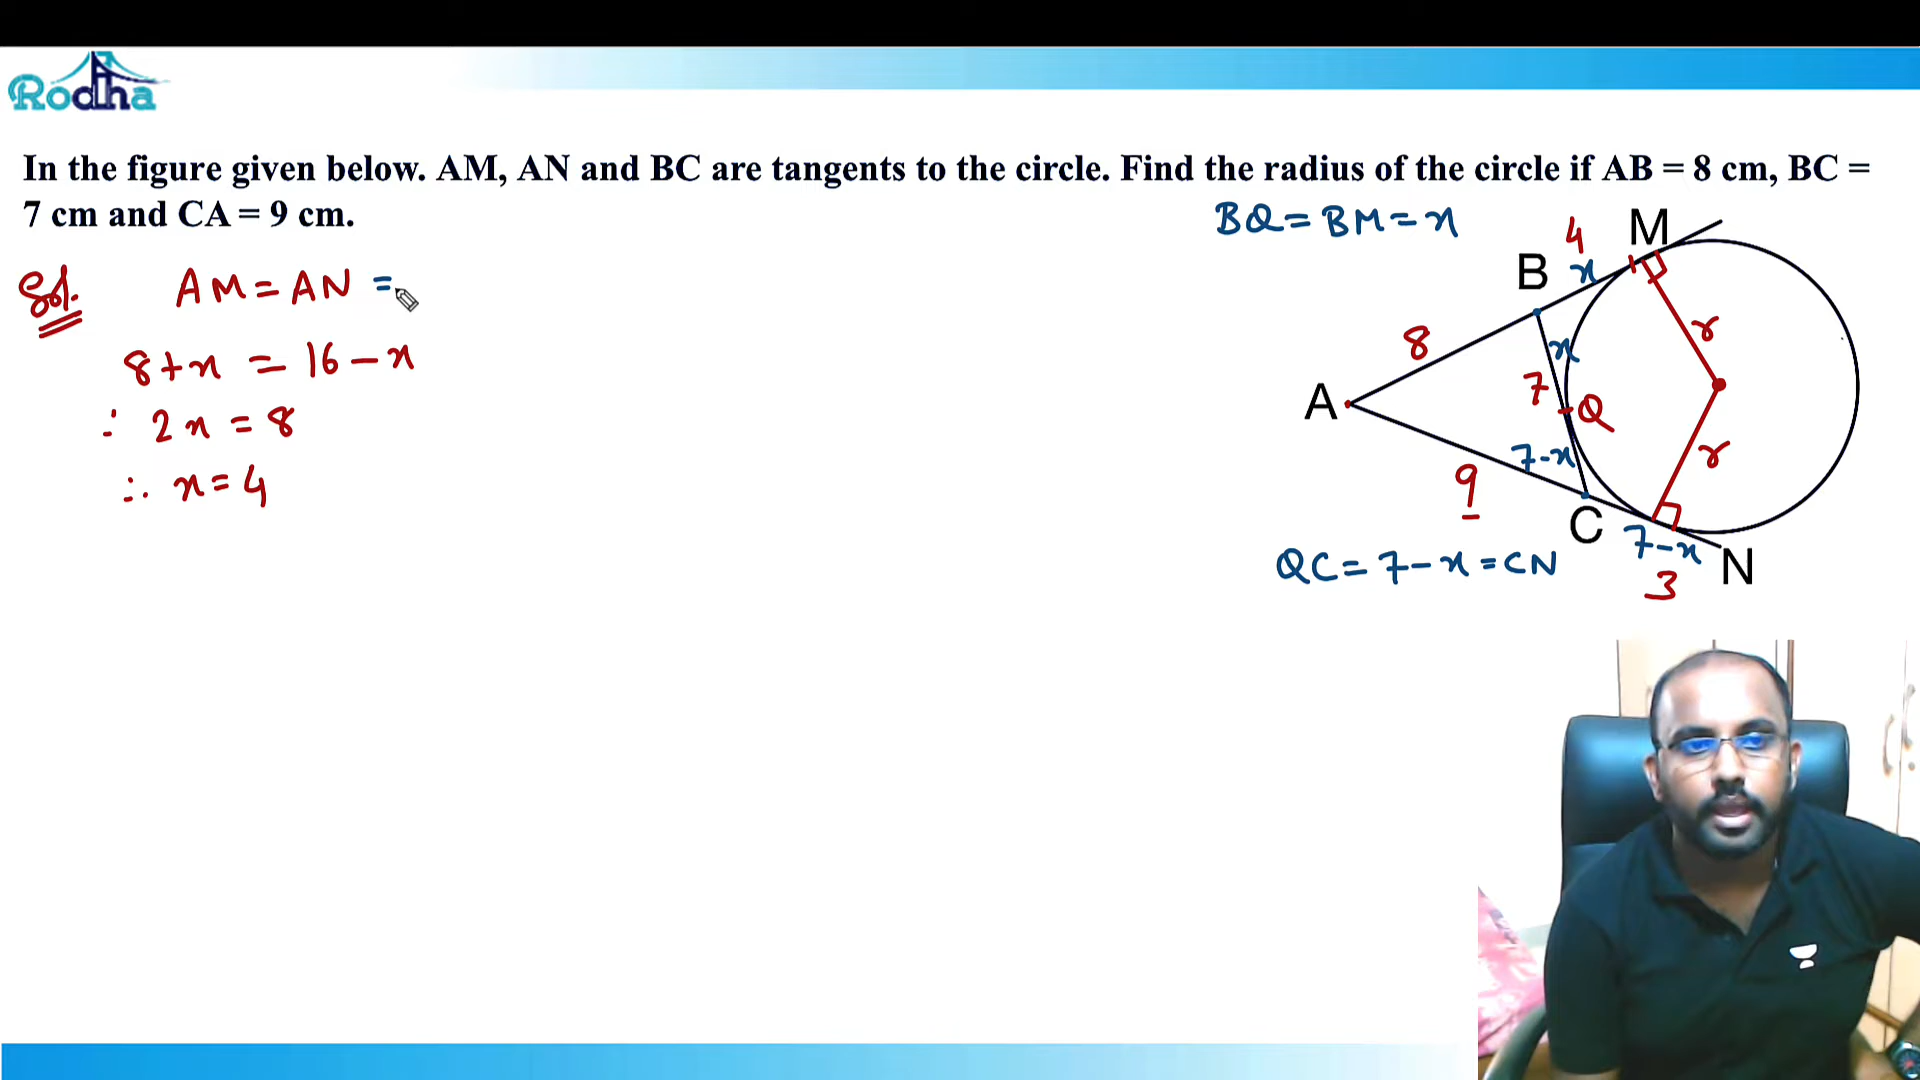 Rodha
In the figure given below. AM, AN and BC are tangents to the circle. Find the radius of the circle if AB = 8 cm, BC =
7 cm and CA = 9 cm.
BQ = BM = x
Sol. AM = AN =
8 + x = 16 - x
∴ 2x = 8
∴ x = 4
4
M
B
x
8
r
x
7
Q
A
7-x
r
9
C
7-x
N
QC = 7 - x = CN
3